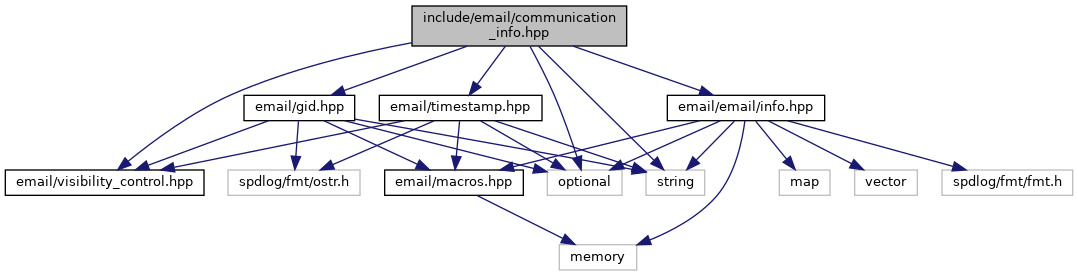 include/email/communication
_info.hpp
email/gid.hpp
email/timestamp.hpp
email/email/info.hpp
email/visibility_control.hpp
spdlog/fmt/ostr.h
email/macros.hpp
optional
string
map
vector
spdlog/fmt/fmt.h
memory